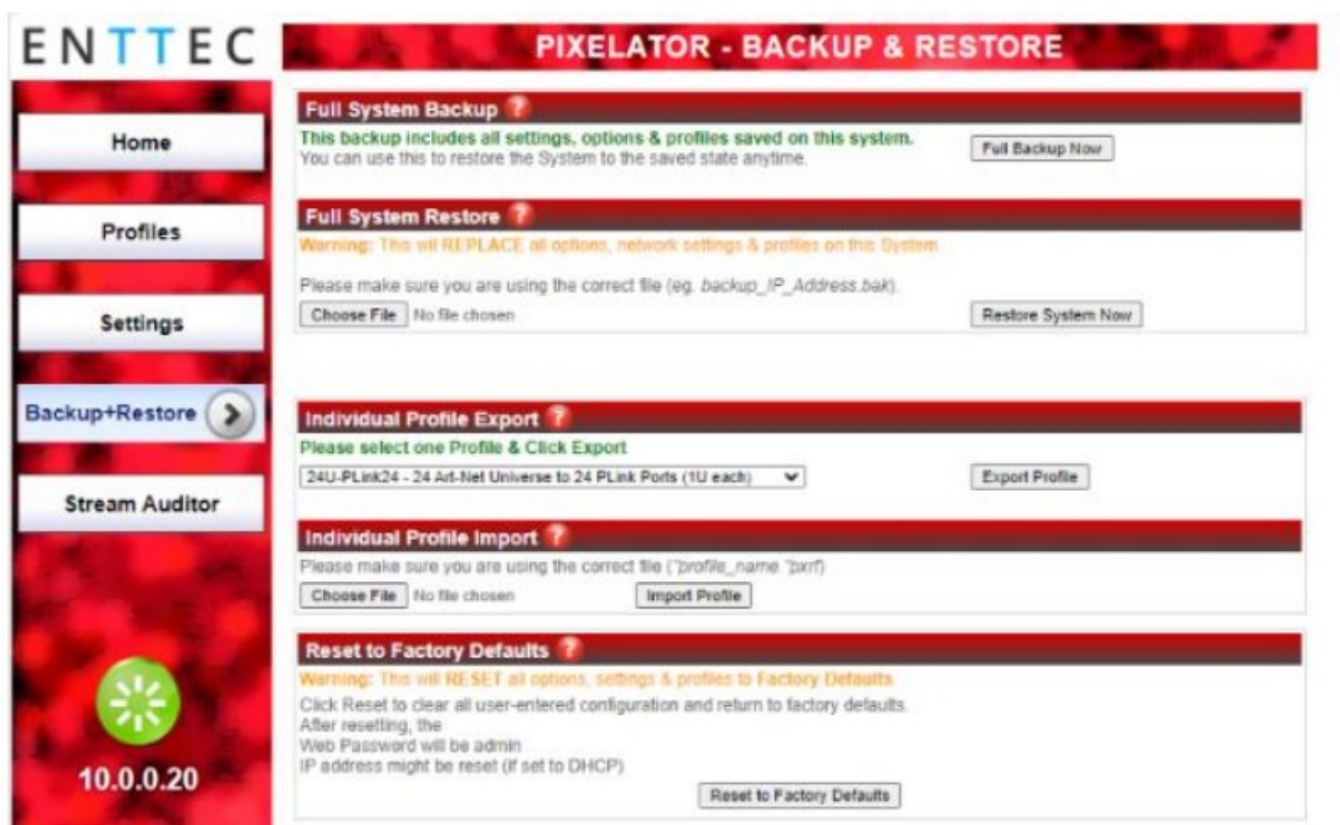 ENTTEC
PIXELATOR - BACKUP & RESTORE
Home
Profiles
Settings
Backup+Restore
Stream Auditor
10.0.0.20
Full System Backup ?
This backup includes all settings, options & profiles saved on this system.
You can use this to restore the System to the saved state anytime.
Full Backup Now
Full System Restore ?
Warning: This will REPLACE all options, network settings & profiles on this System
Please make sure you are using the correct file (eg. backup_IP_Address.bak).
Choose File No file chosen
Restore System Now
Individual Profile Export ?
Please select one Profile & Click Export
24U-PLink24 - 24 Art-Net Universe to 24 PLink Ports (1U each)
Export Profile
Individual Profile Import ?
Please make sure you are using the correct file ("profile_name."pxrf)
Choose File No file chosen
Import Profile
Reset to Factory Defaults ?
Warning: This will RESET all options, settings & profiles to Factory Defaults
Click Reset to clear all user-entered configuration and return to factory defaults.
After resetting, the
Web Password will be admin
IP address might be reset (if set to DHCP)
Reset to Factory Defaults